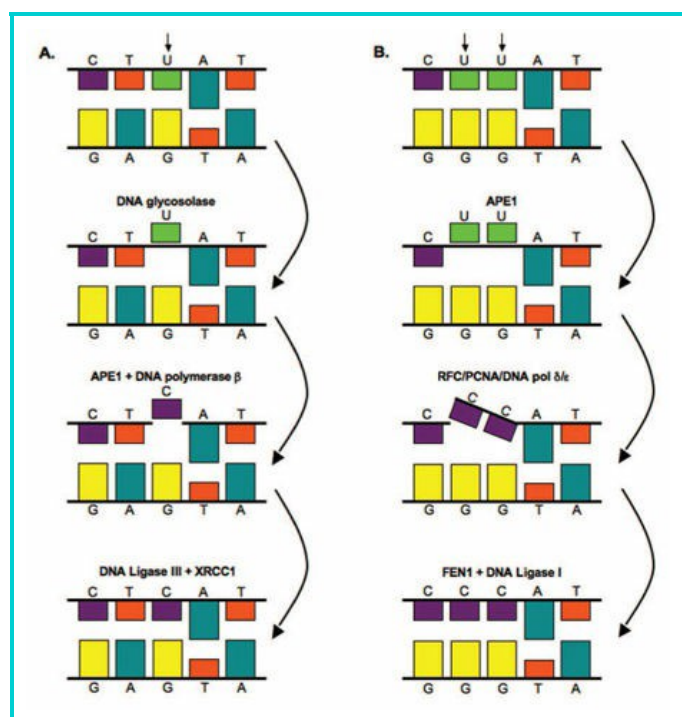 A.
C T U A T
G A G T A
DNA glycosolase
U
C T A T
G A G T A
APE1 + DNA polymerase β
C
C T A T
G A G T A
DNA Ligase III + XRCC1
C T C A T
G A G T A
B.
C U U A T
G G G T A
APE1
U U
C A T
G G G T A
RFC/PCNA/DNA pol δ/ε
C C
C A T
G G G T A
FEN1 + DNA Ligase I
C C C A T
G G G T A